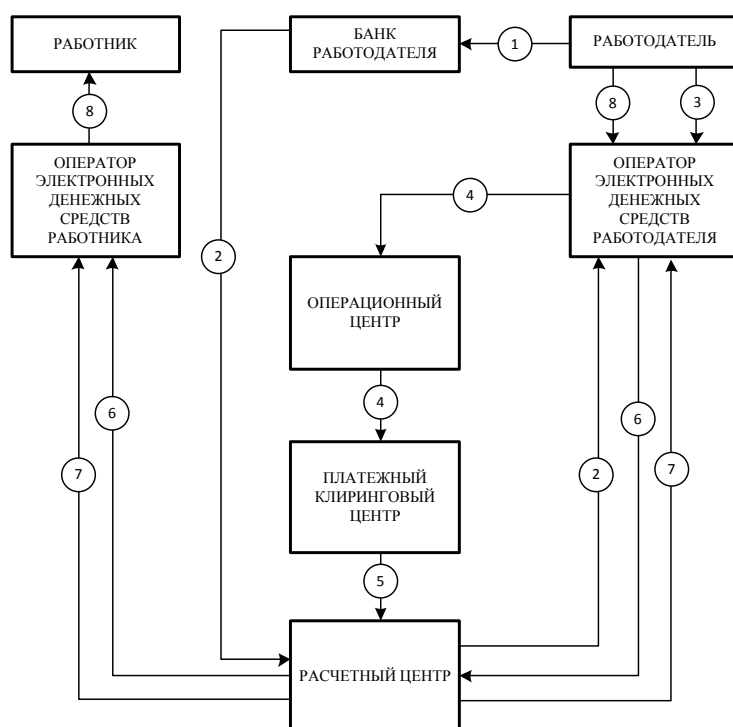 РАБОТНИК
БАНК
РАБОТОДАТЕЛЯ
1
РАБОТОДАТЕЛЬ
8
8
3
ОПЕРАТОР
ЭЛЕКТРОННЫХ
ДЕНЕЖНЫХ
СРЕДСТВ
РАБОТНИКА
ОПЕРАТОР
ЭЛЕКТРОННЫХ
ДЕНЕЖНЫХ
СРЕДСТВ
РАБОТОДАТЕЛЯ
4
2
ОПЕРАЦИОННЫЙ
ЦЕНТР
4
6
6
7
2
7
ПЛАТЕЖНЫЙ
КЛИРИНГОВЫЙ
ЦЕНТР
5
РАСЧЕТНЫЙ ЦЕНТР